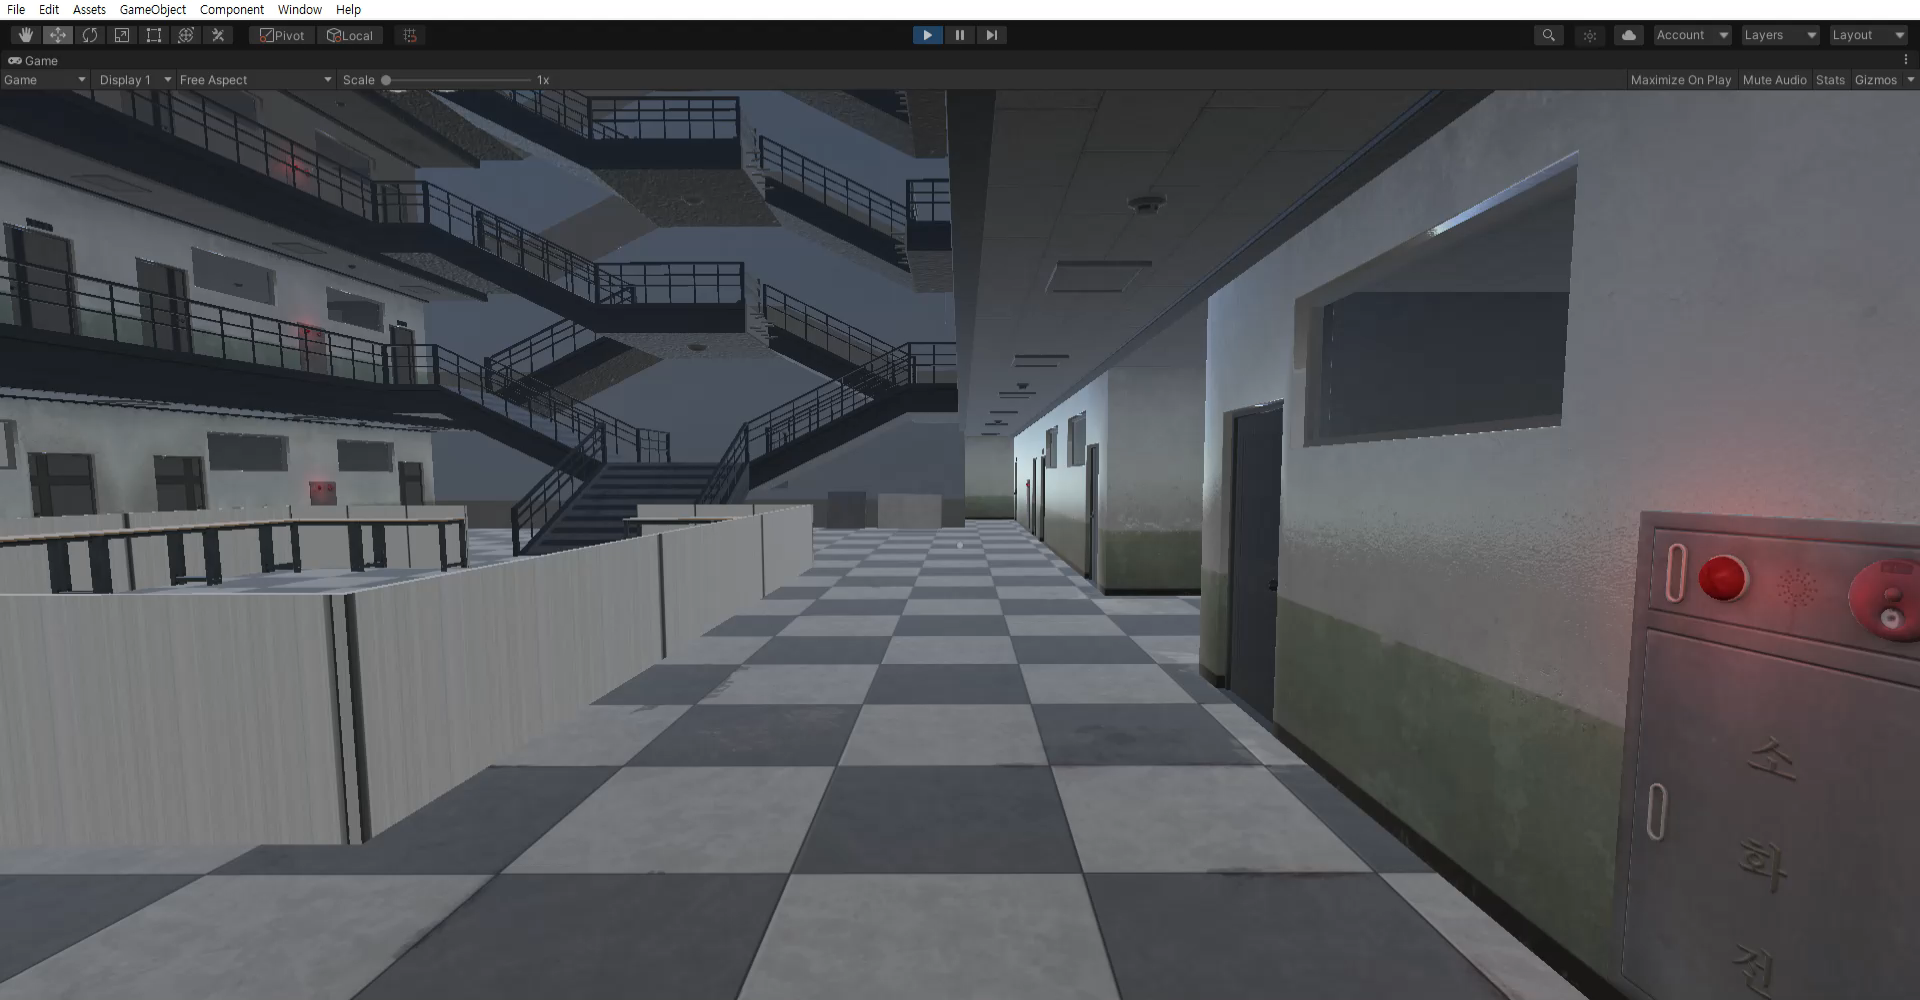 File Edit Assets GameObject Component Window Help
Pivot Local Account Layers Layout
Game
Game Display 1 Free Aspect Scale 1x Maximize On Play Mute Audio Stats Gizmos
소
화
전